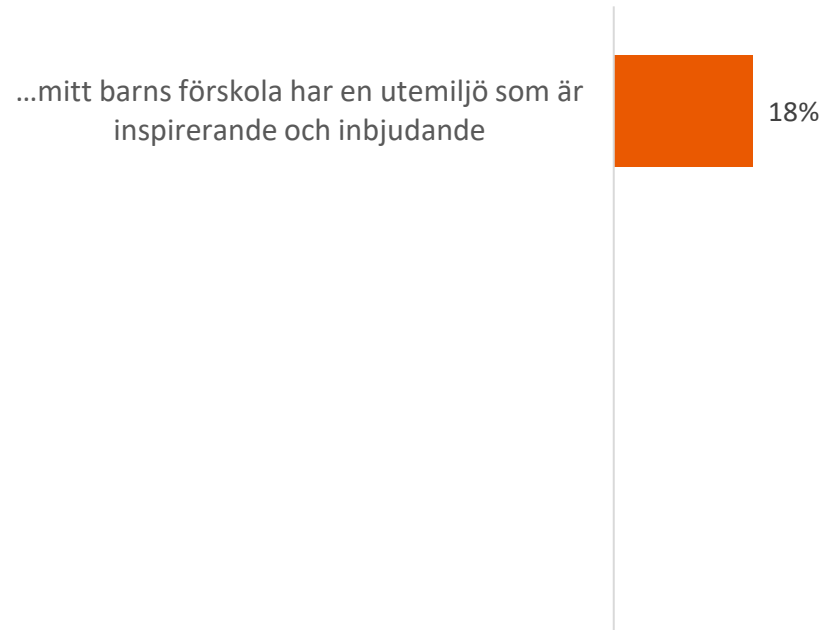 …mitt barns förskola har en utemiljö som är
inspirerande och inbjudande
18%